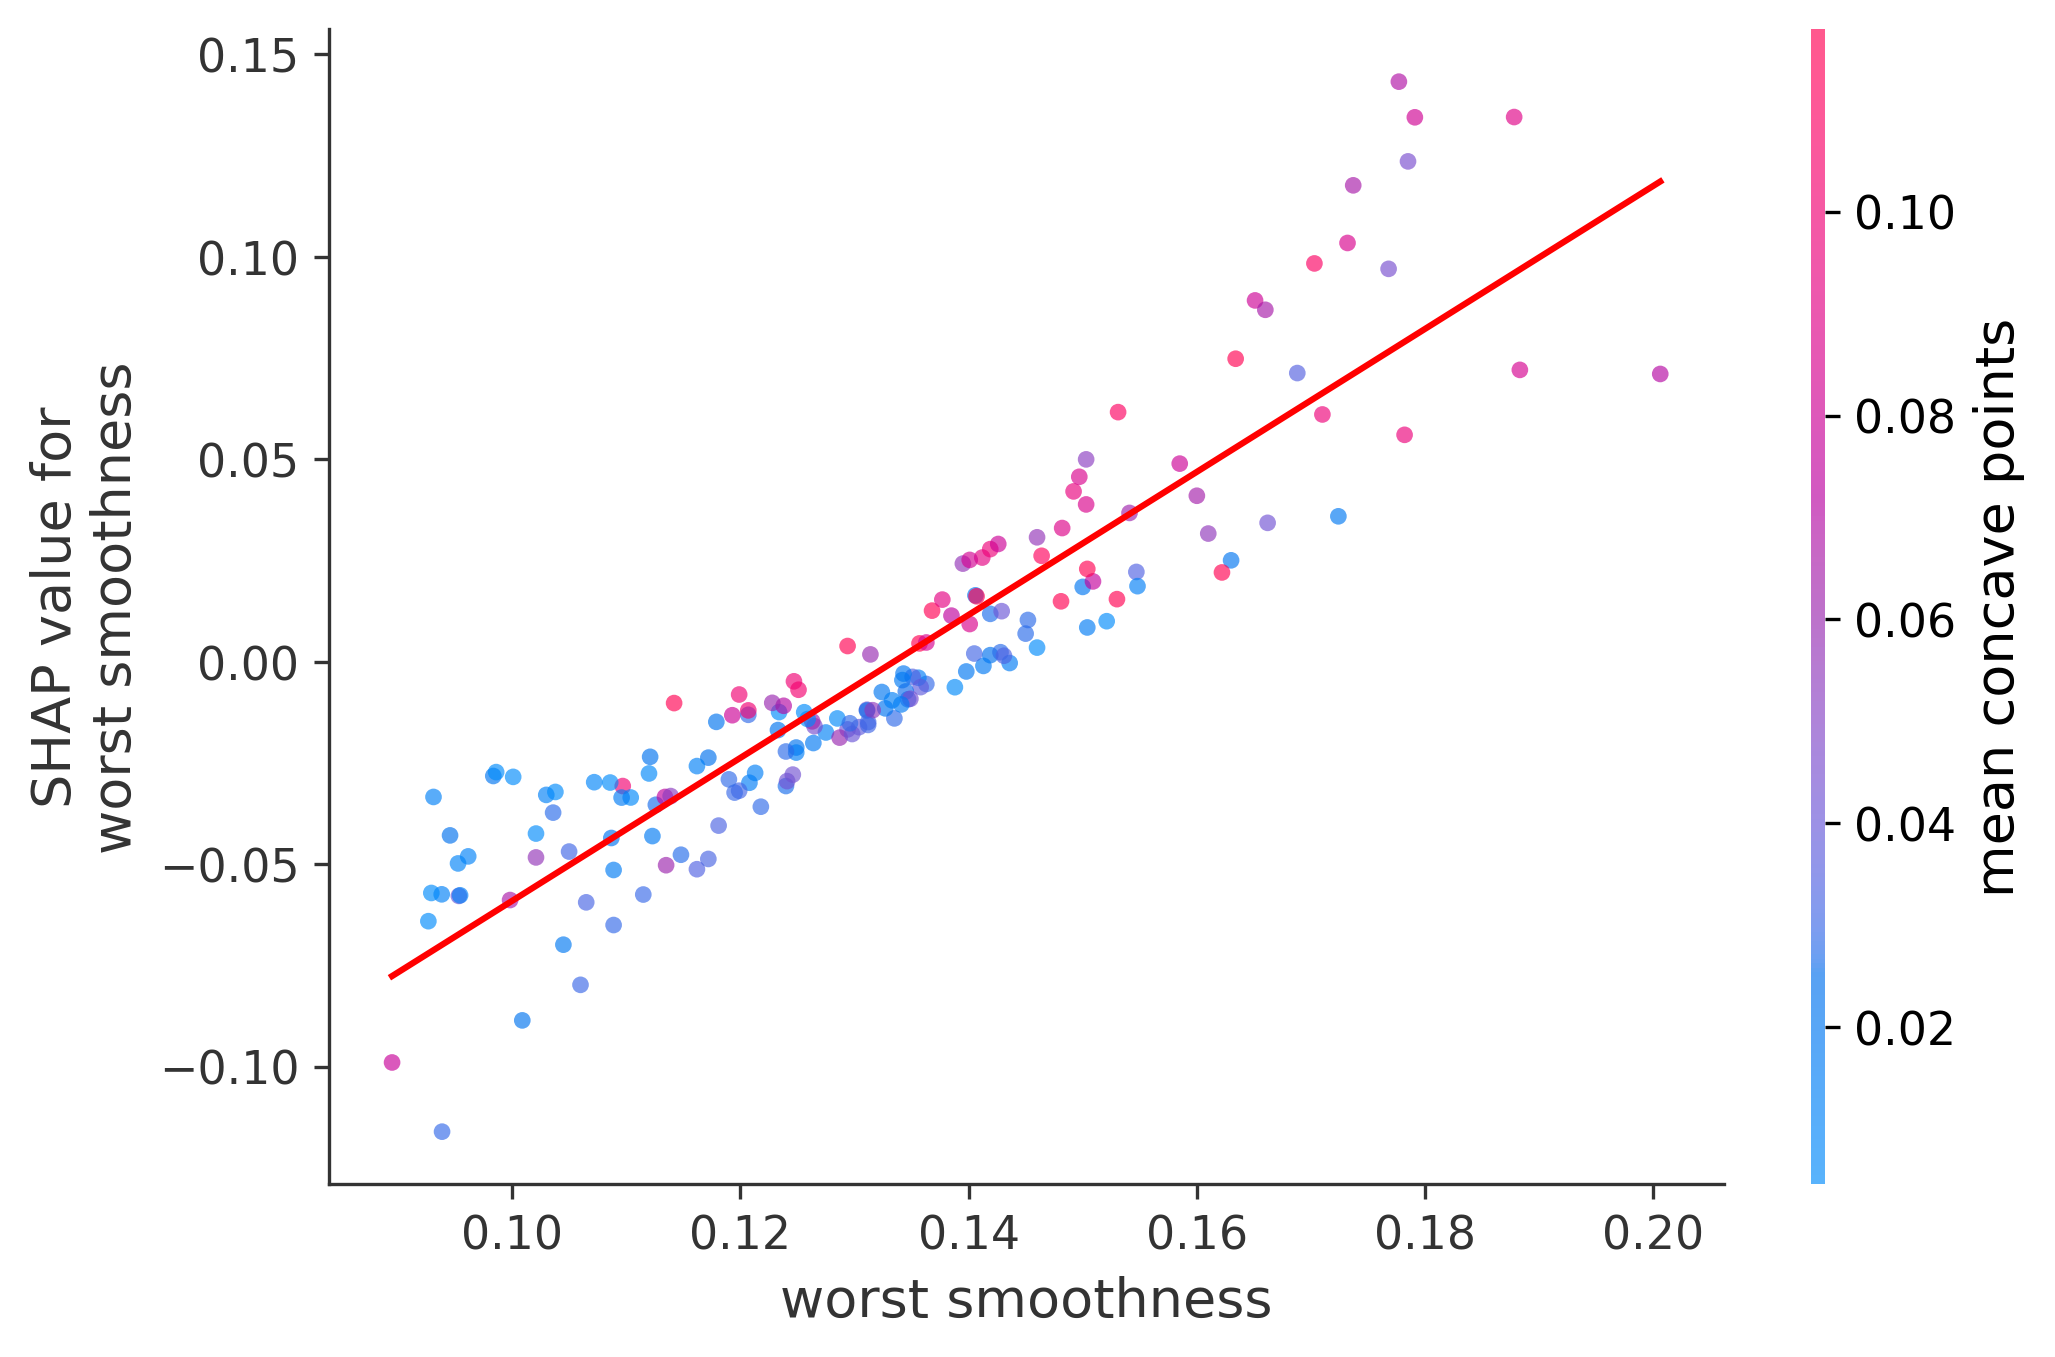 0.15
0.10
0.05
0.00
−0.05
−0.10
SHAP value for
worst smoothness
0.10 0.12 0.14 0.16 0.18 0.20
worst smoothness
0.10
0.08
0.06
0.04
0.02
mean concave points